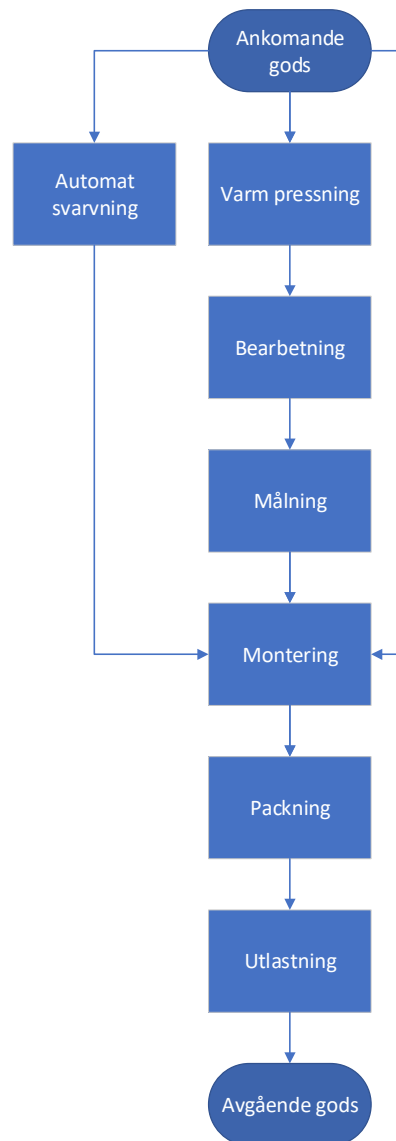 Ankomande
gods
Automat
svarvning
Varm pressning
Bearbetning
Målning
Montering
Packning
Utlastning
Avgående gods